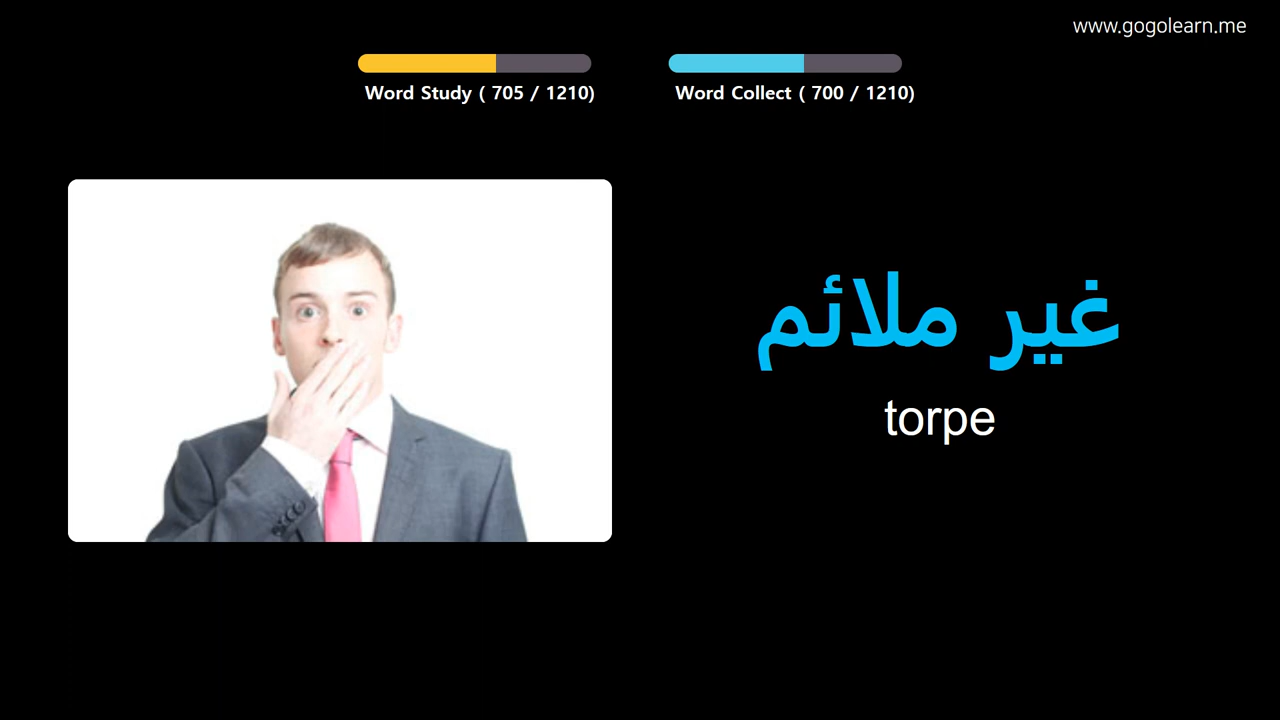 www.gogolearn.me
Word Study ( 705 / 1210)
Word Collect ( 700 / 1210)
غير ملائم
torpe